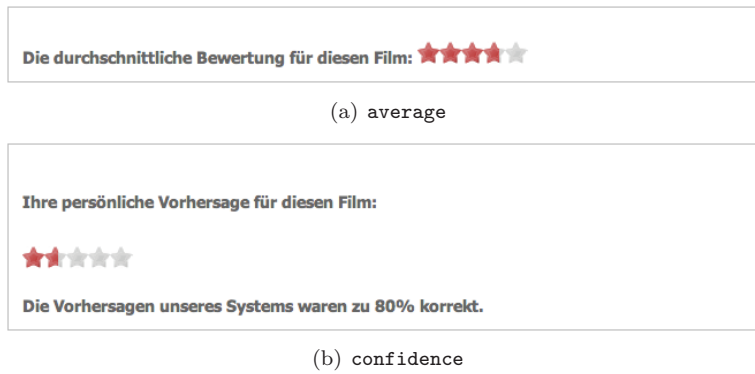 Die durchschnittliche Bewertung für diesen Film:
(a) average
Ihre persönliche Vorhersage für diesen Film:
Die Vorhersagen unseres Systems waren zu 80% korrekt.
(b) confidence